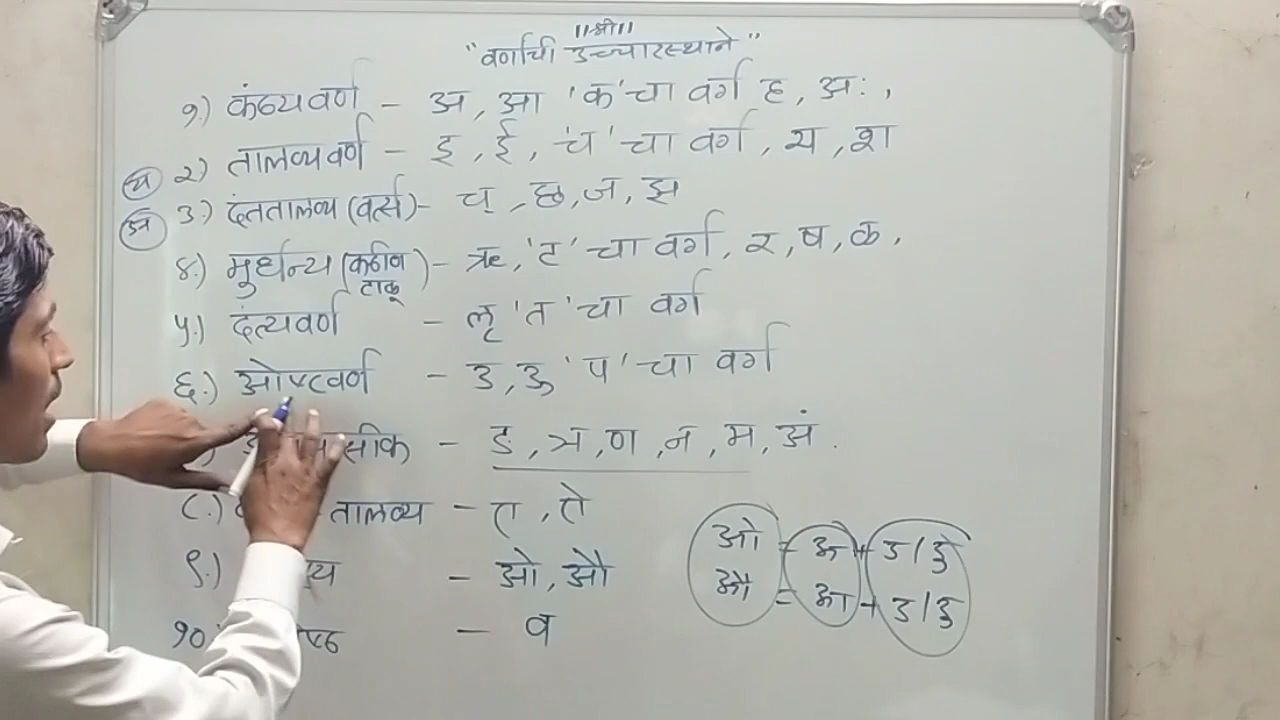 ॥श्री॥
"वर्णाची उच्चारस्थाने"
१.) कंठ्यवर्ण - अ, आ 'क' चा वर्ग ह, अः,
च २) तालव्यवर्ण - इ, ई, 'च' चा वर्ग, य, श
अ ३.) दंततालव्य (वर्त्स) - च्, छ, ज, झ
४.) मुर्धन्य (कठीण टाळू) - ऋ, 'ट' चा वर्ग, र, ष, ळ,
५.) दंत्यवर्ण - लृ 'त' चा वर्ग
६.) ओष्टवर्ण - उ, ऊ 'प' चा वर्ग
सीक - ङ, ञ, ण, न, म, अं.
८.) तालव्य - ए, ऐ
९.) ्य - ओ, औ
१० ष्ठ - व
ओ = अ + उ/ऊ
औ = आ + उ/ऊ